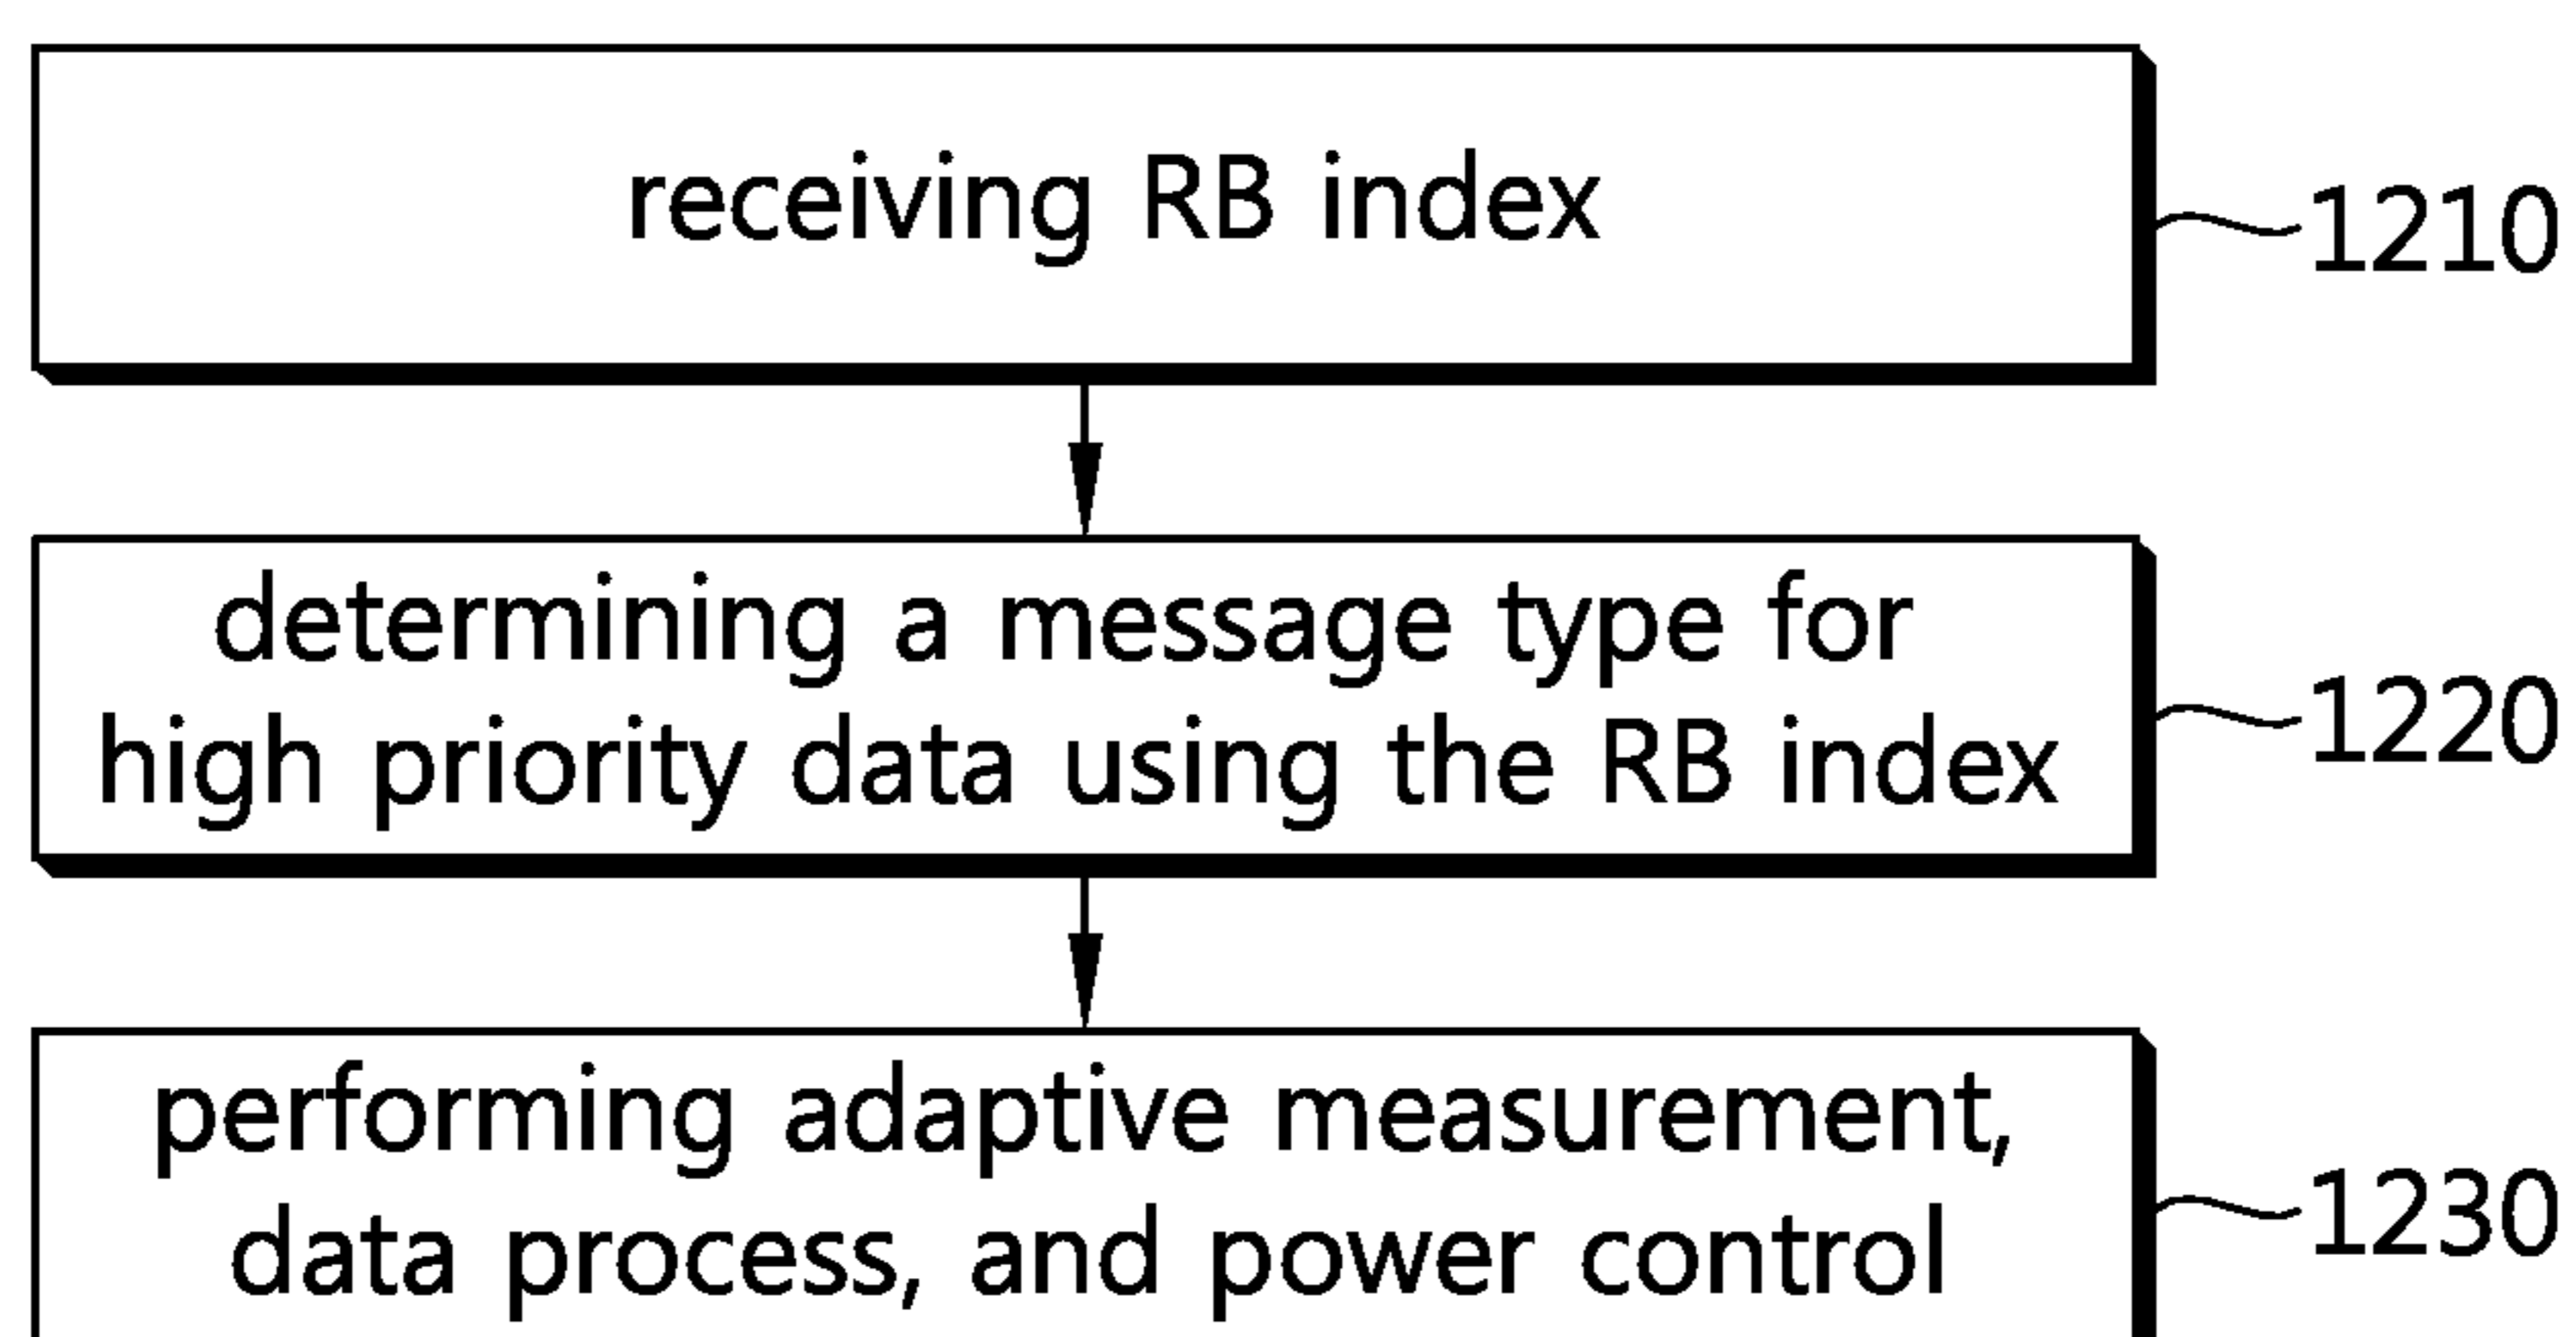 receiving RB index
1210
determining a message type for
high priority data using the RB index
1220
performing adaptive measurement,
data process, and power control
1230